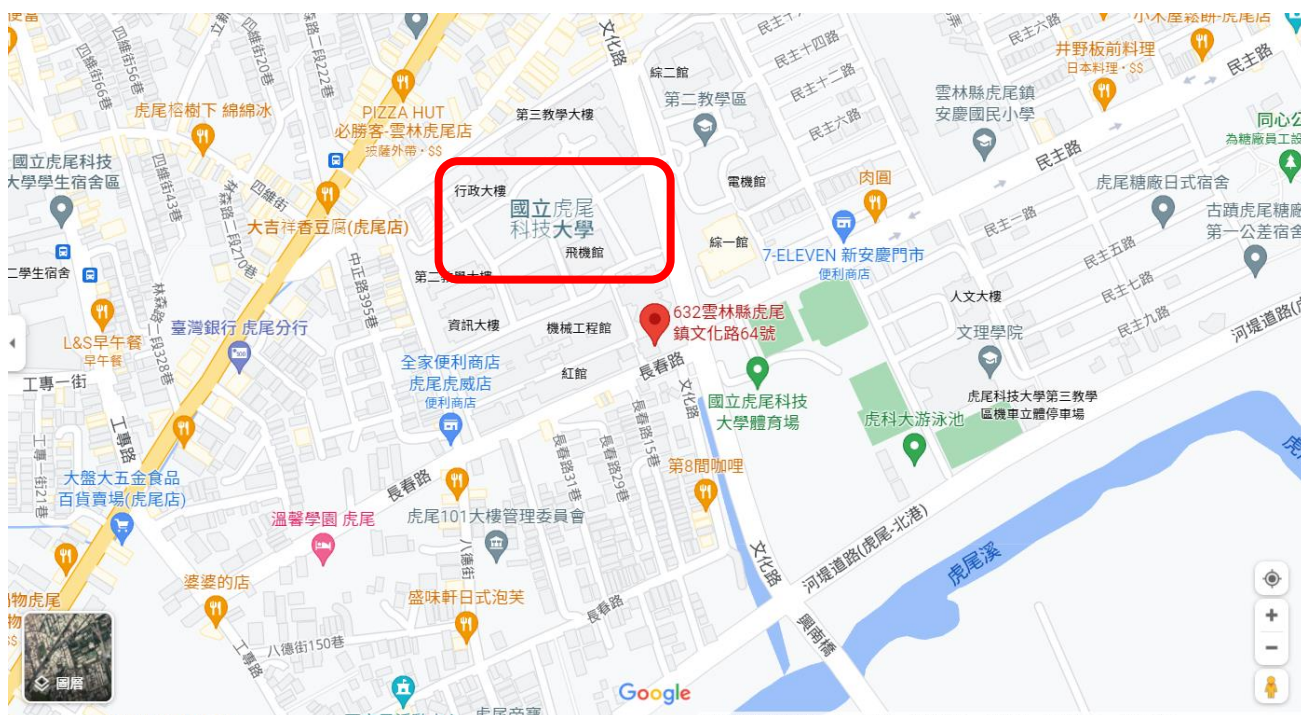 四維街66巷
四維街56巷
立新
四維街20巷
林森路二段222巷
文化路
綜二館
第二教學區
民主十四路
民主十二路
民主六路
民主六路
小木屋鬆餅-虎尾店
井野板前料理
日本料理・$$
民主路
虎尾榕樹下 綿綿冰
PIZZA HUT
必勝客-雲林虎尾店
披薩外帶・$$
第三教學大樓
雲林縣虎尾鎮
安慶國民小學
同心公
為糖廠員工設
民主路
國立虎尾科技
大學學生宿舍區
四維街43巷
四維街
行政大樓
國立虎尾
科技大學
飛機館
電機館
肉圓
虎尾糖廠日式宿舍
古蹟虎尾糖廠
第一公差宿舍
林森路二段270巷
大吉祥香豆腐(虎尾店)
第二教學大樓
綜一館
7-ELEVEN 新安慶門市
便利商店
民主一路
民主五路
民主七路
民主九路
二學生宿舍
中正路395巷
人文大樓
林森路二段328巷
臺灣銀行 虎尾分行
資訊大樓
機械工程館
632雲林縣虎尾
鎮文化路64號
文理學院
河堤道路(
L&S早午餐
早午餐
全家便利商店
虎尾虎威店
便利商店
紅館
長春路
文化路
國立虎尾科技
大學體育場
虎科大游泳池
虎尾科技大學第三教學
區機車立體停車場
工專一街
工專路
工專一街21巷
長春路15巷
長春路29巷
長春路31巷
第8間咖哩
大盤大五金食品
百貨賣場(虎尾店)
長春路
溫馨學園 虎尾
虎尾101大樓管理委員會
八德街
文化路
河堤道路(虎尾-北港)
虎尾溪
婆婆的店
盛味軒日式泡芙
長春路
興南橋
工專路
八德街150巷
圖層
Google